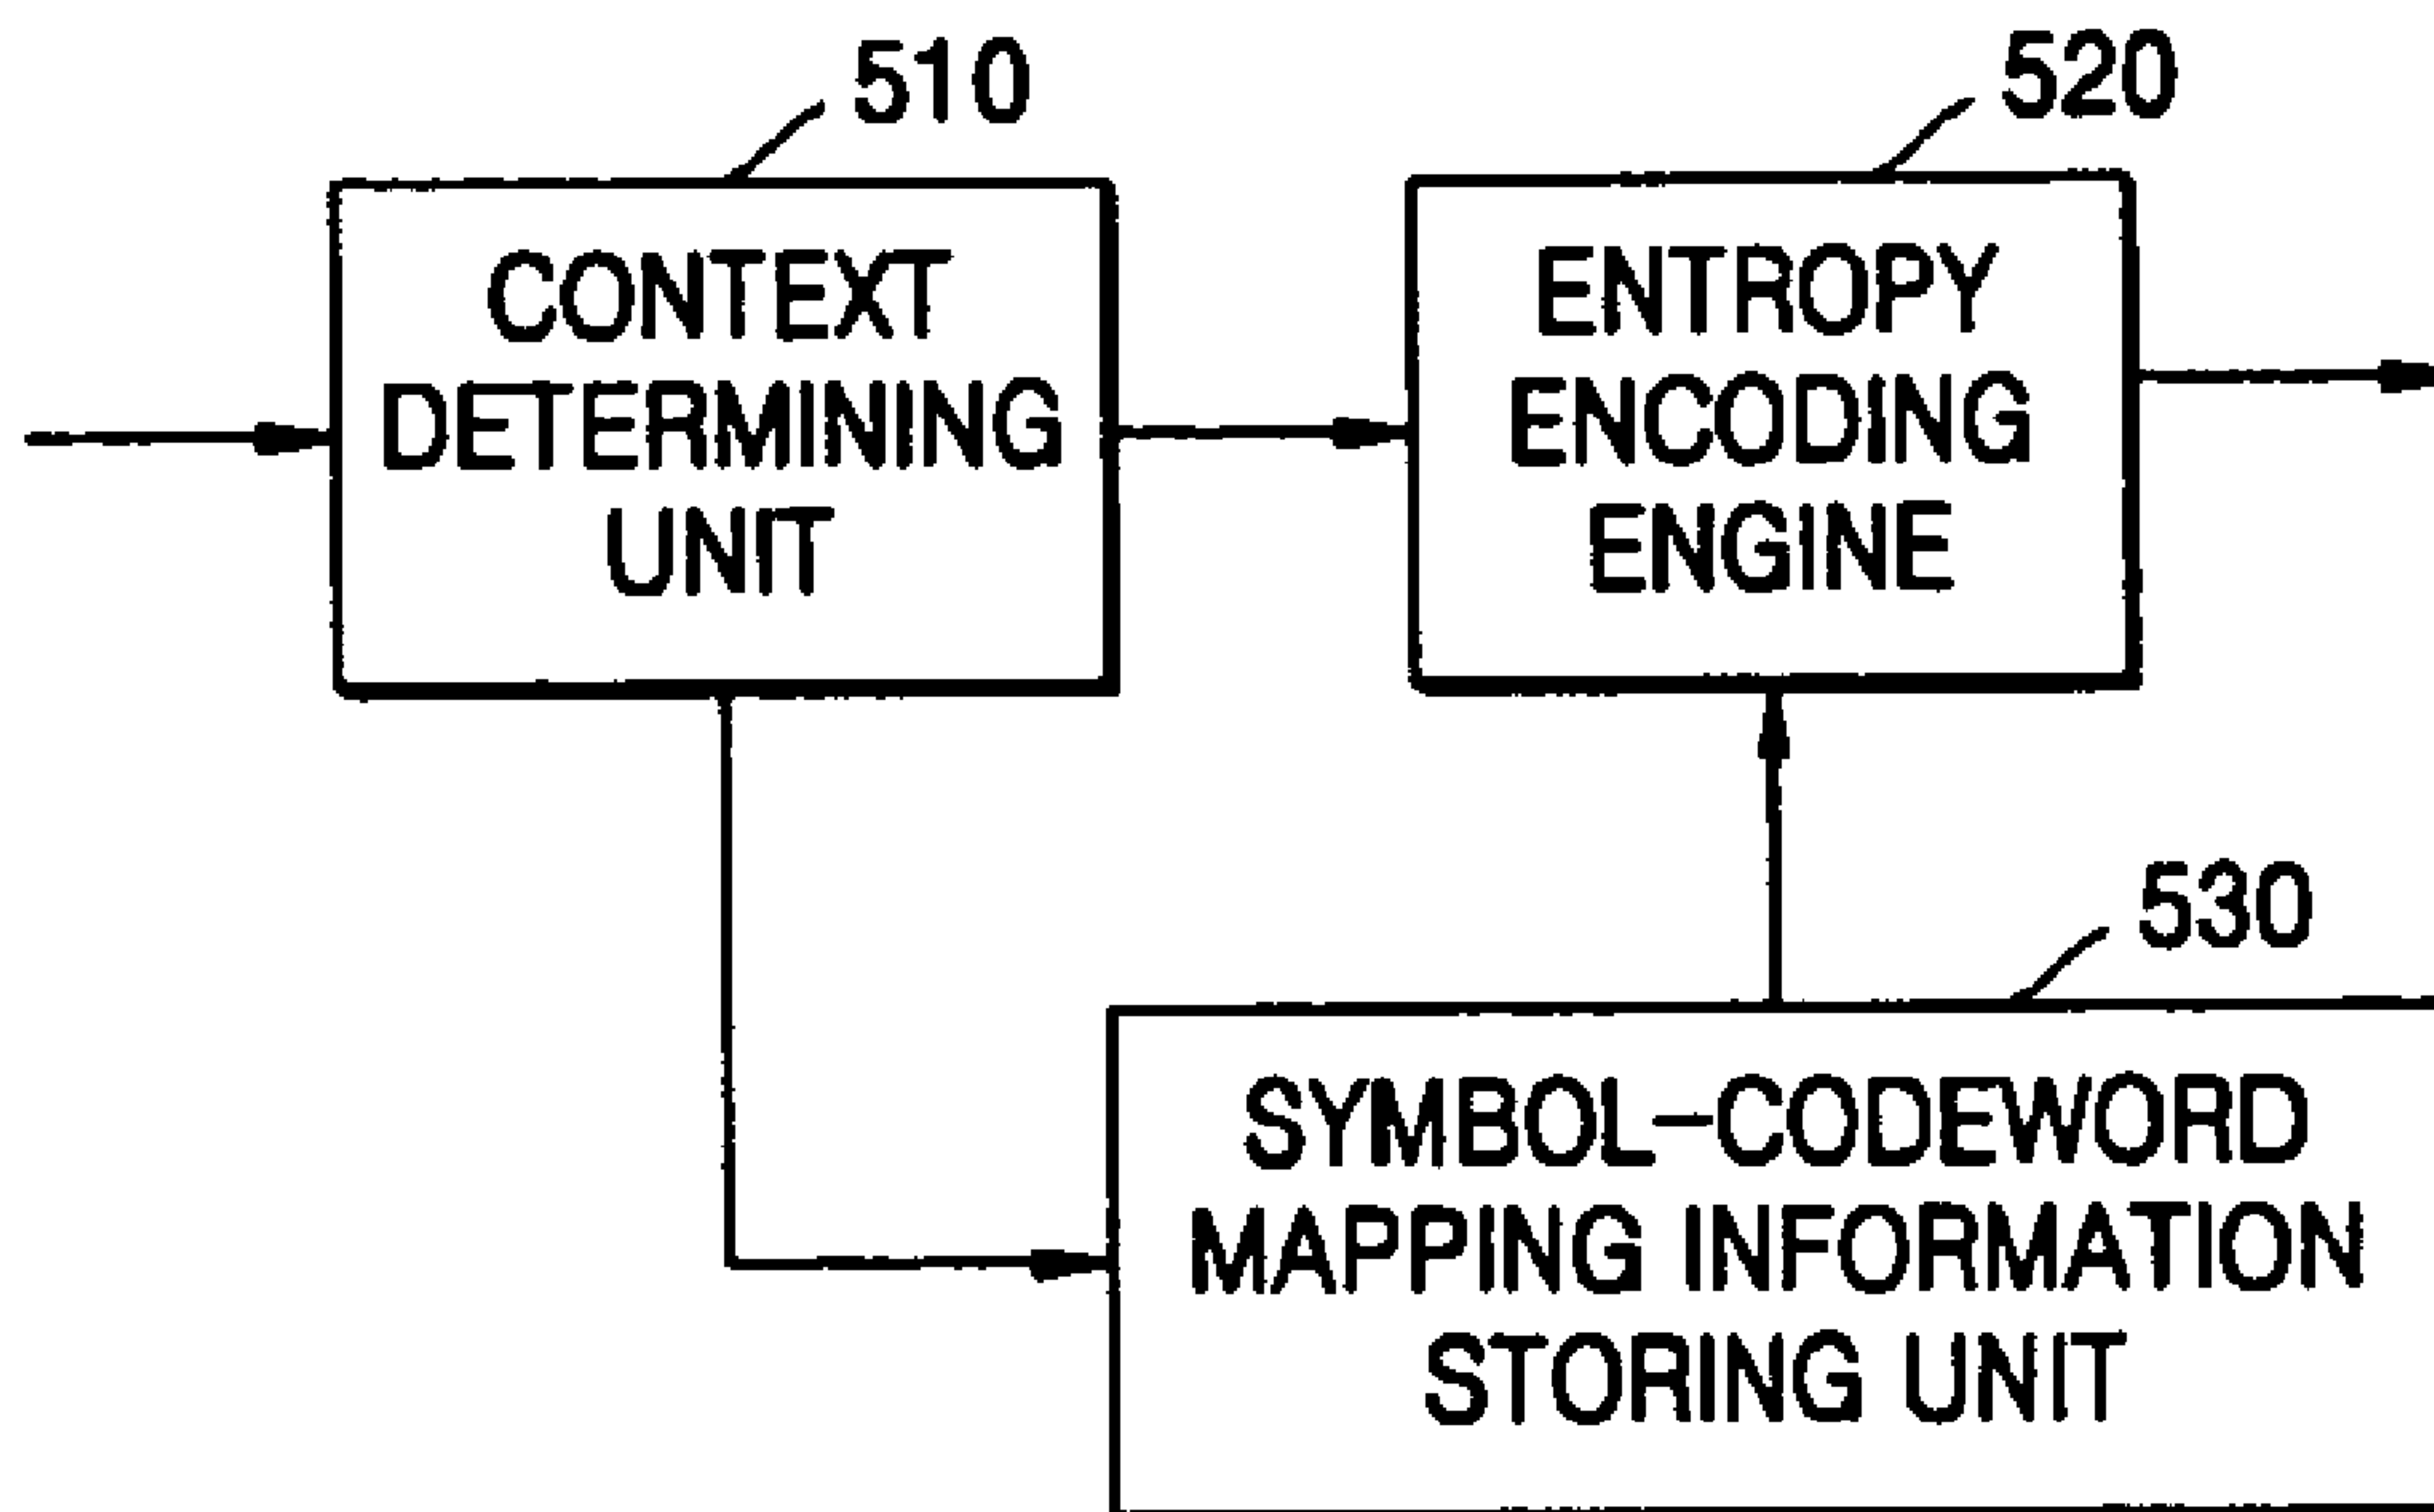 510
CONTEXT
DETERMINING
UNIT
520
ENTROPY
ENCODING
ENGINE
530
SYMBOL-CODEWORD
MAPPING INFORMATION
STORING UNIT